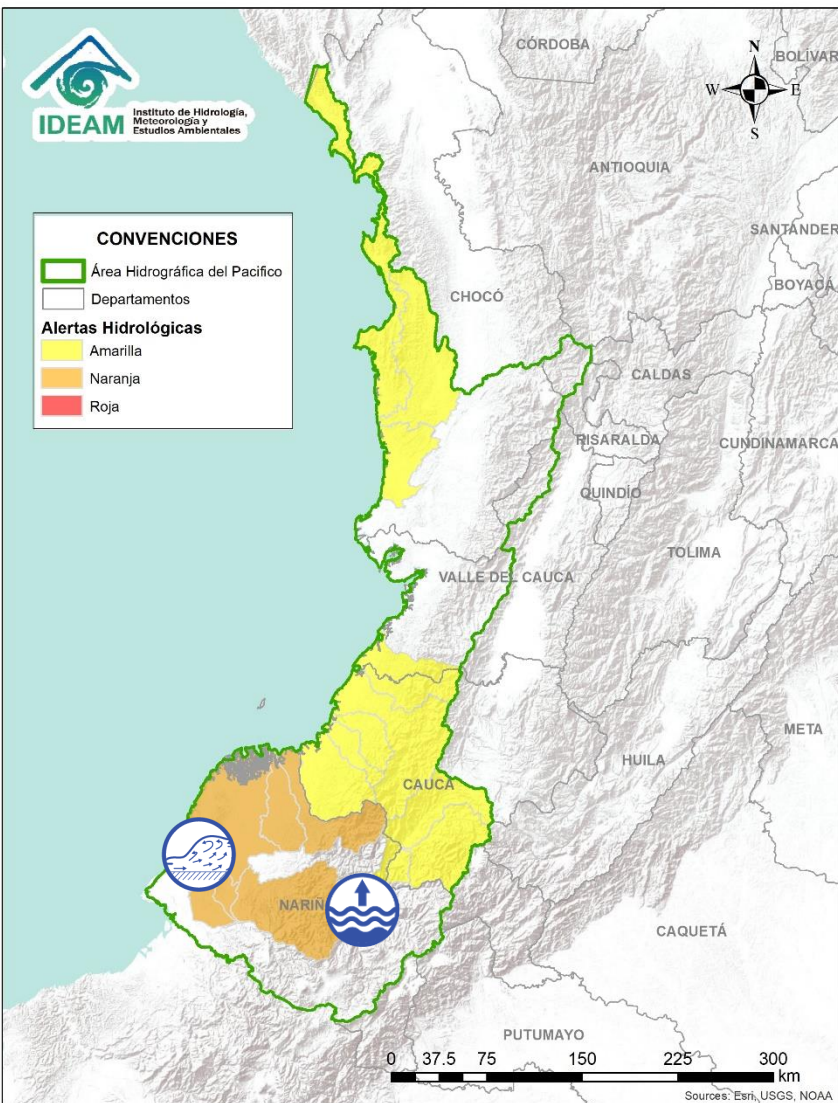 IDEAM
Instituto de Hidrología,
Meteorología y
Estudios Ambientales
CÓRDOBA
BOLÍVAR
N
W
E
S
ANTIOQUIA
SANTANDER
BOYACÁ
CONVENCIONES
Área Hidrográfica del Pacifico
Departamentos
Alertas Hidrológicas
Amarilla
Naranja
Roja
CHOCÓ
CALDAS
RISARALDA
CUNDINAMARCA
QUINDÍO
TOLIMA
VALLE DEL CAUCA
META
HUILA
CAUCA
NARIÑ
CAQUETÁ
PUTUMAYO
0 37.5 75 150 225 300
km
Sources: Esri, USGS, NOAA